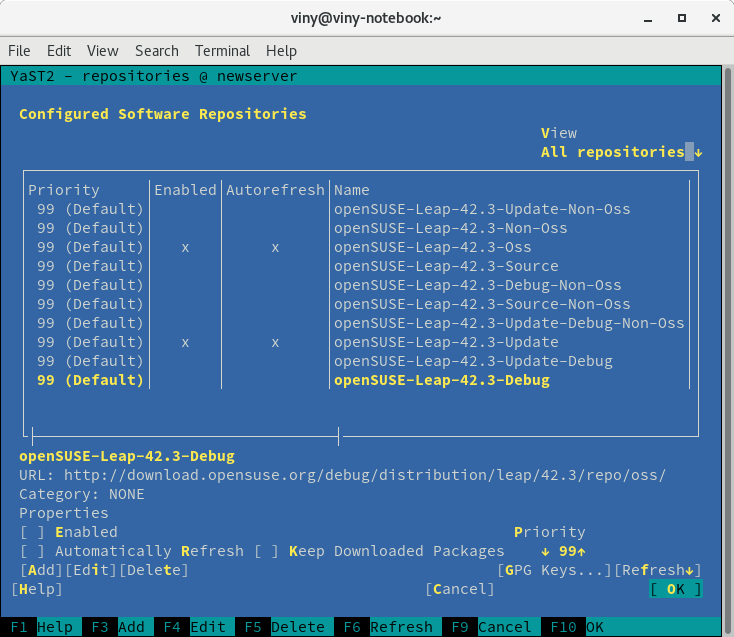 viny@viny-notebook:~
File Edit View Search Terminal Help
YaST2 - repositories @ newserver
Configured Software Repositories
View
All repositories↓
Priority Enabled Autorefresh Name
99 (Default) openSUSE-Leap-42.3-Update-Non-Oss
99 (Default) openSUSE-Leap-42.3-Non-Oss
99 (Default) x x openSUSE-Leap-42.3-Oss
99 (Default) openSUSE-Leap-42.3-Source
99 (Default) openSUSE-Leap-42.3-Debug-Non-Oss
99 (Default) openSUSE-Leap-42.3-Source-Non-Oss
99 (Default) openSUSE-Leap-42.3-Update-Debug-Non-Oss
99 (Default) x x openSUSE-Leap-42.3-Update
99 (Default) openSUSE-Leap-42.3-Update-Debug
99 (Default) openSUSE-Leap-42.3-Debug
openSUSE-Leap-42.3-Debug
URL: http://download.opensuse.org/debug/distribution/leap/42.3/repo/oss/
Category: NONE
Properties
[ ] Enabled Priority
[ ] Automatically Refresh [ ] Keep Downloaded Packages ↓ 99↑
[Add][Edit][Delete] [GPG Keys...][Refresh↓]
[Help] [Cancel] [ OK ]
F1 Help F3 Add F4 Edit F5 Delete F6 Refresh F9 Cancel F10 OK